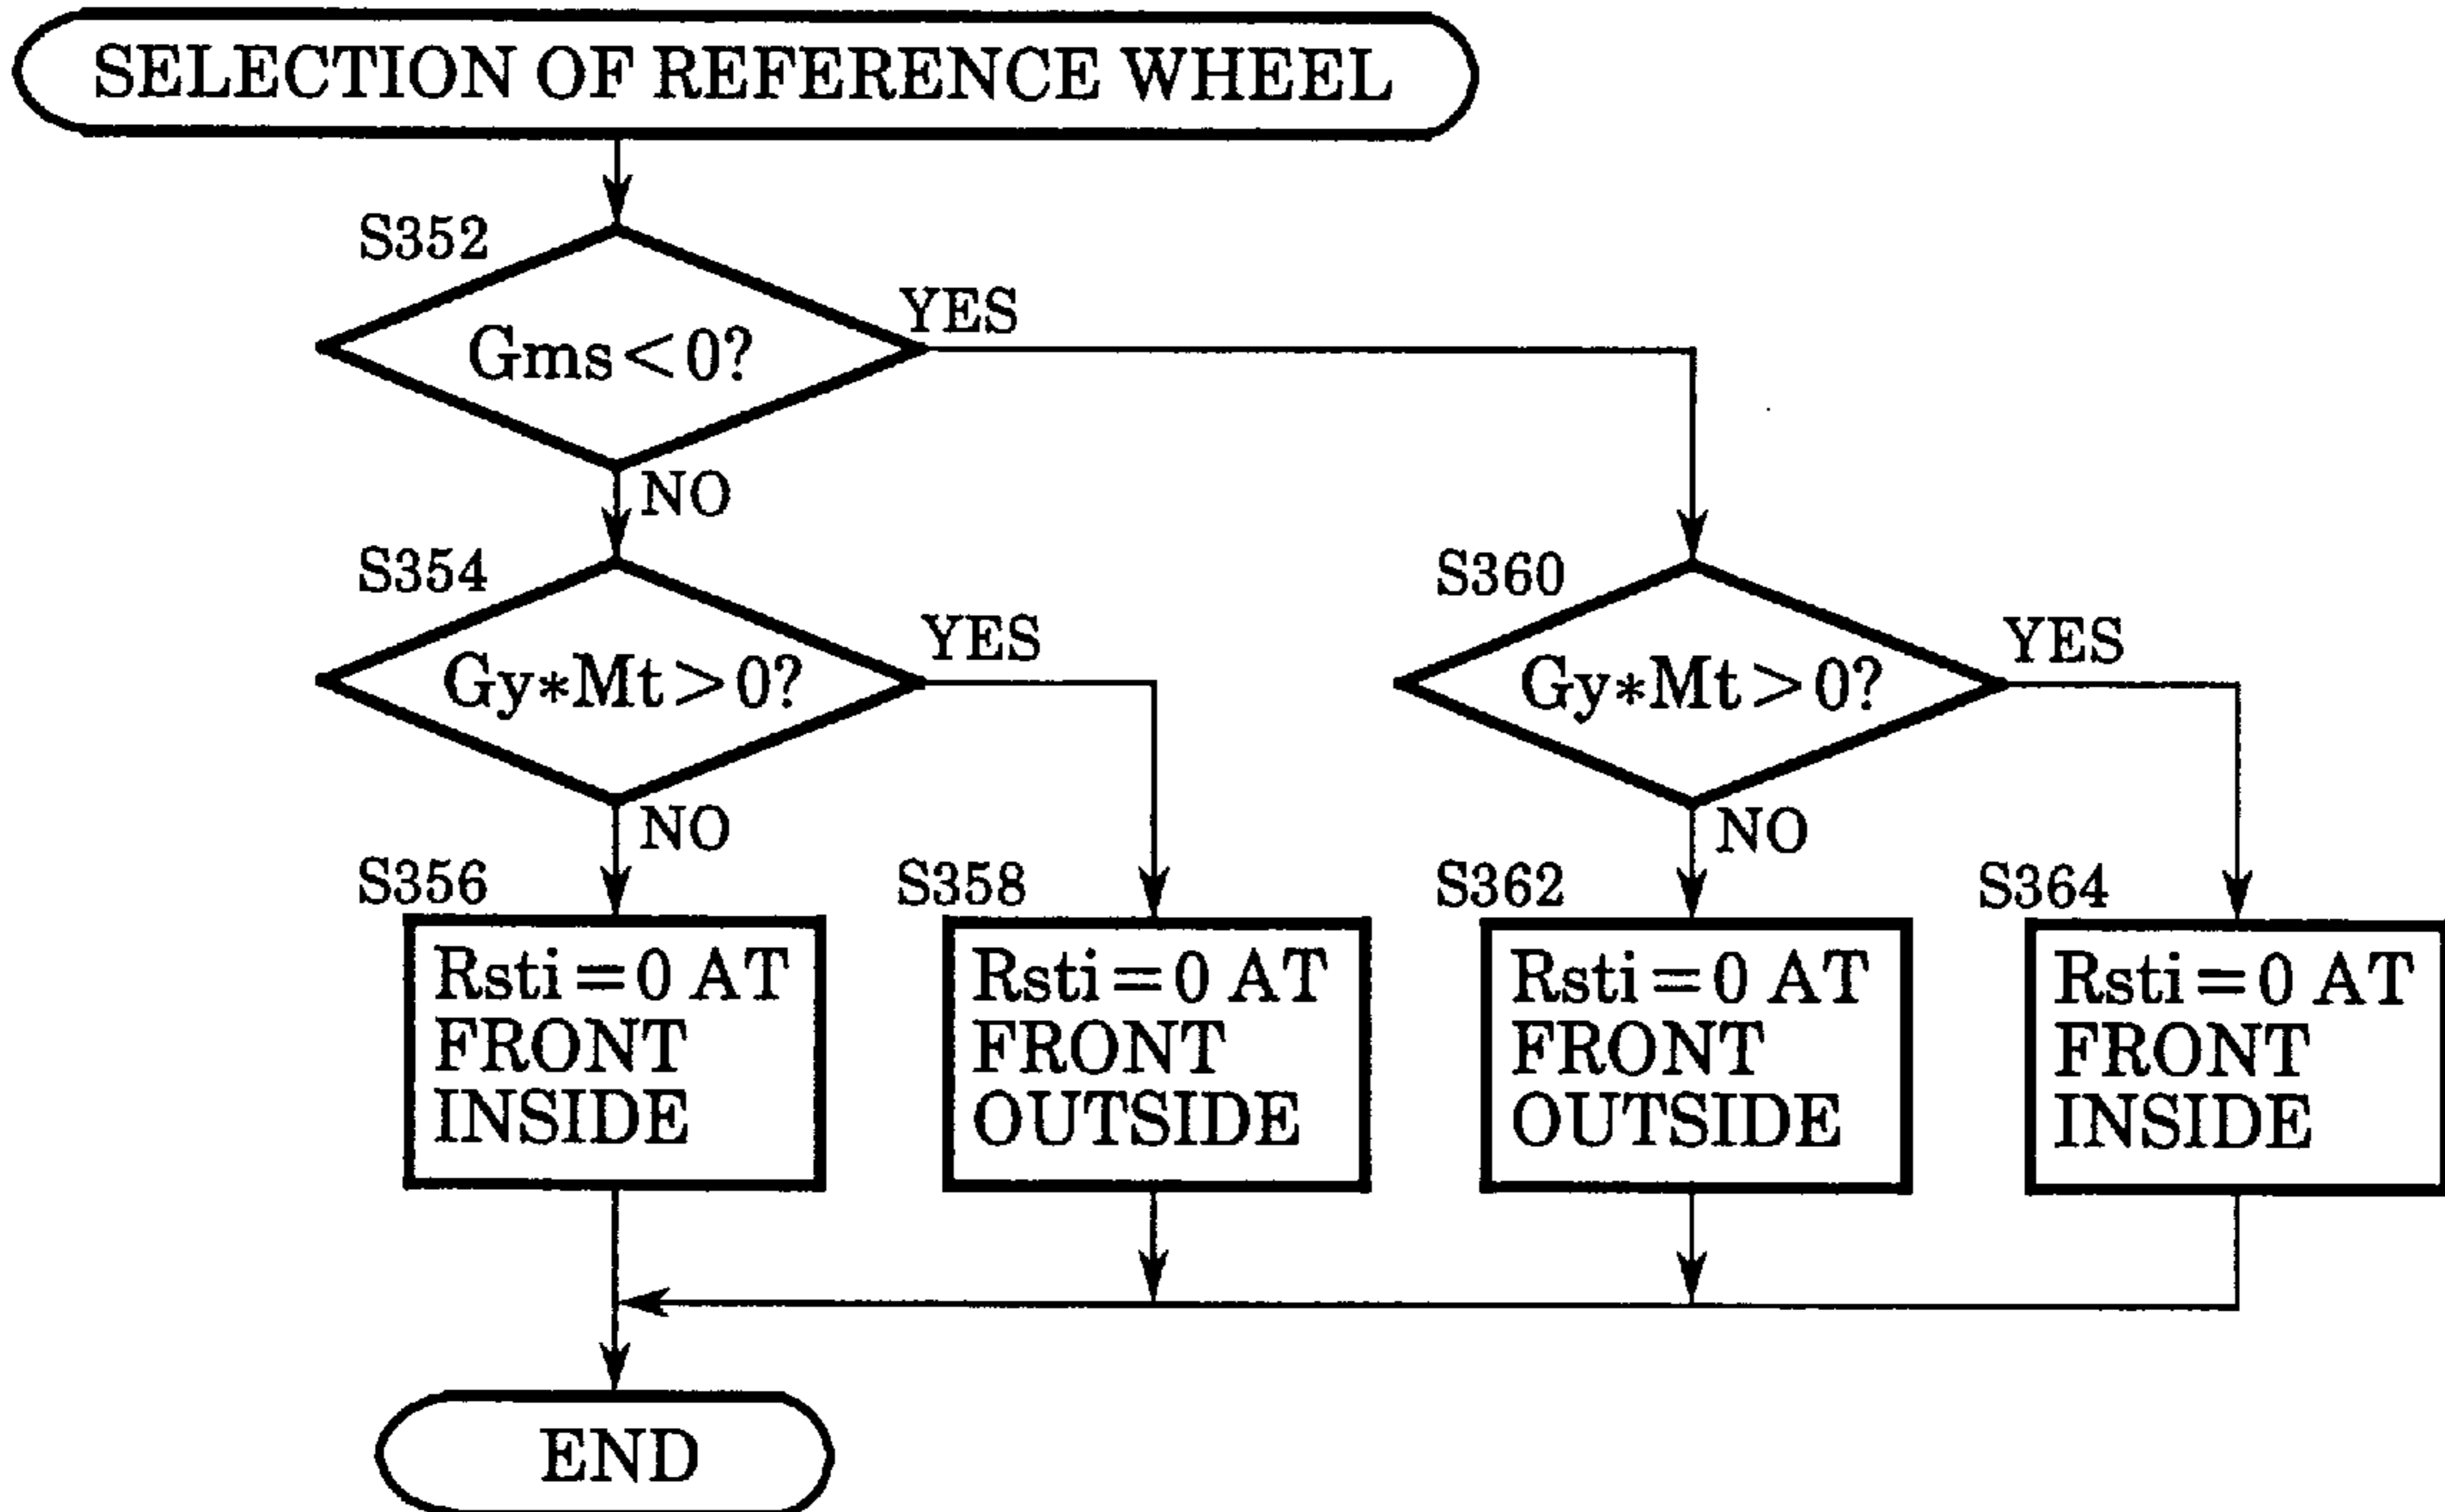 SELECTION OF REFERENCE WHEEL
S352
Gms<0?
YES
NO
S354
Gy*Mt>0?
YES
NO
S360
Gy*Mt>0?
YES
NO
S356
Rsti=0 AT
FRONT
INSIDE
S358
Rsti=0 AT
FRONT
OUTSIDE
S362
Rsti=0 AT
FRONT
OUTSIDE
S364
Rsti=0 AT
FRONT
INSIDE
END